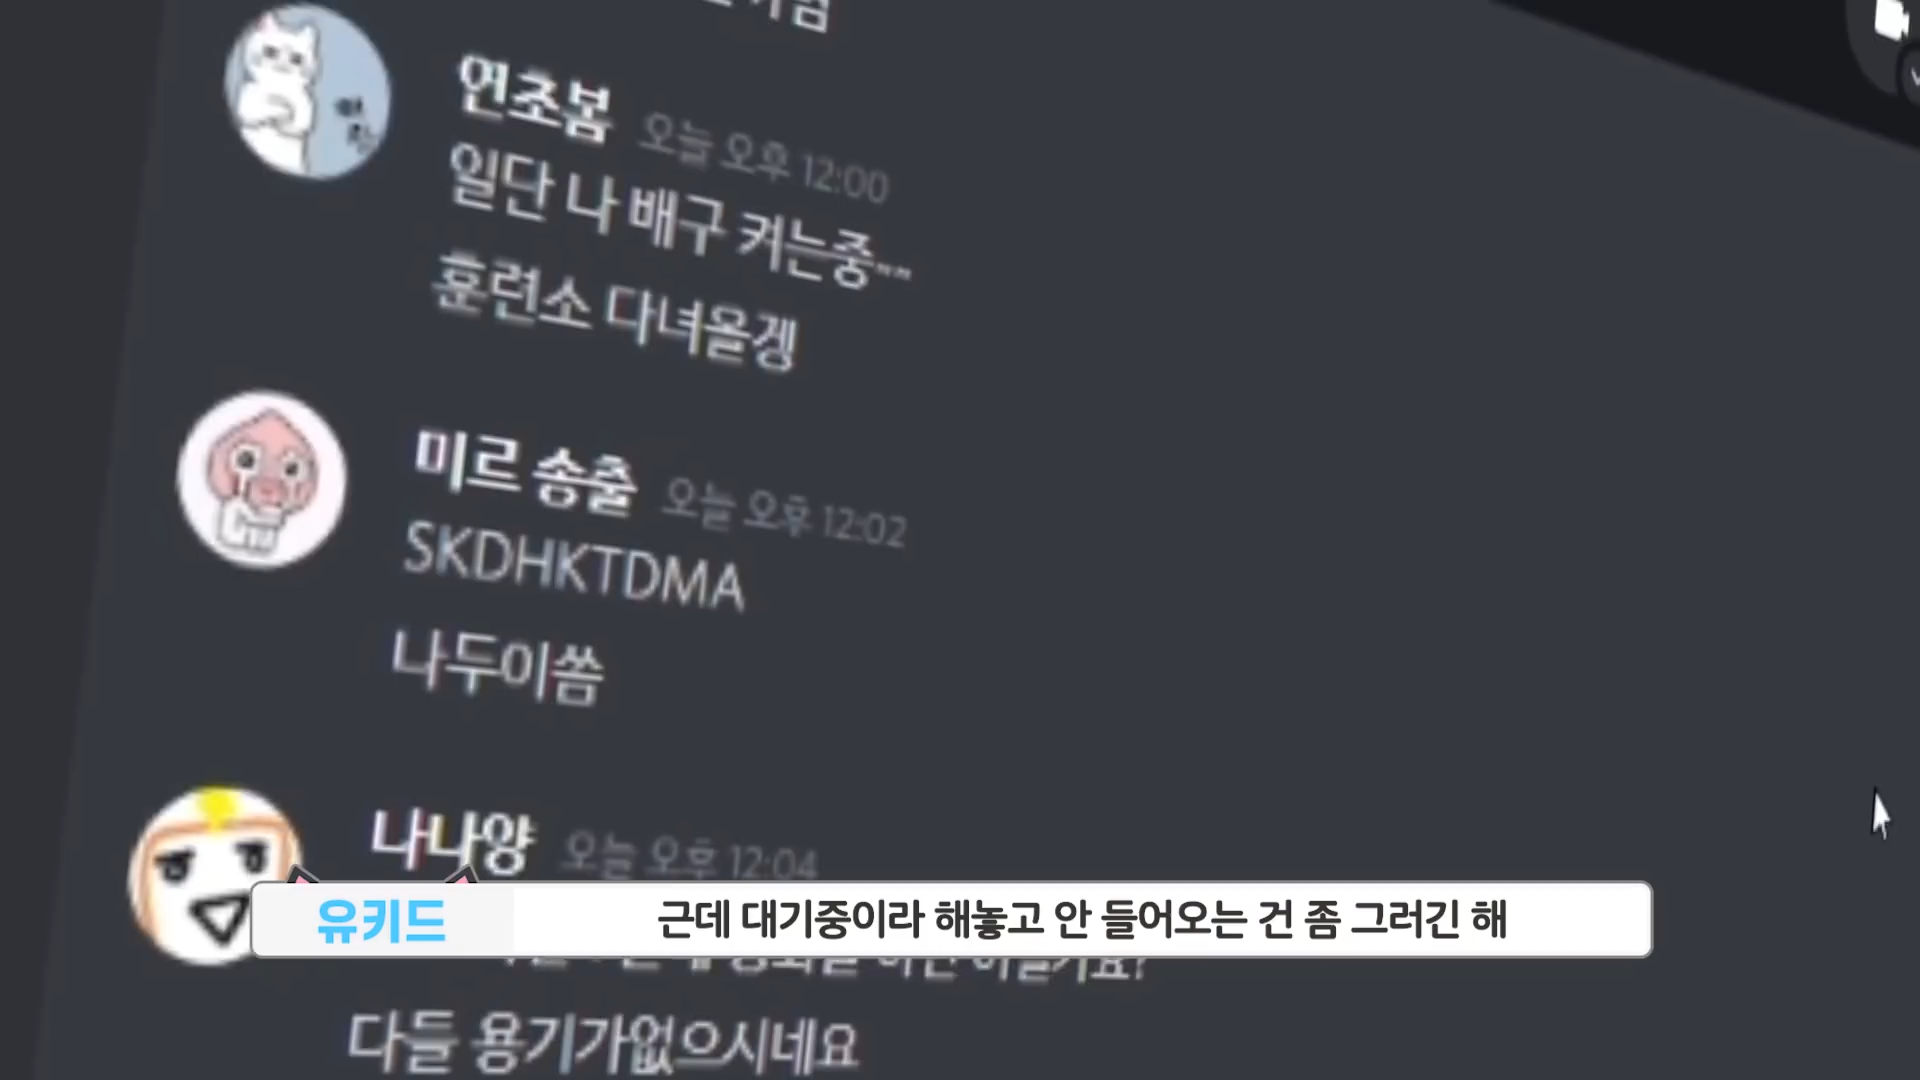 연초봄 오늘 오후 12:00
일단 나 배구 켜는중~~
훈련소 다녀올겡
미르 송출 오늘 오후 12:02
SKDHKTDMA
나두이씀
나나양 오늘 오후 12:04
유키드 근데 대기중이라 해놓고 안 들어오는 건 좀 그러긴 해
다들 용기가없으시네요